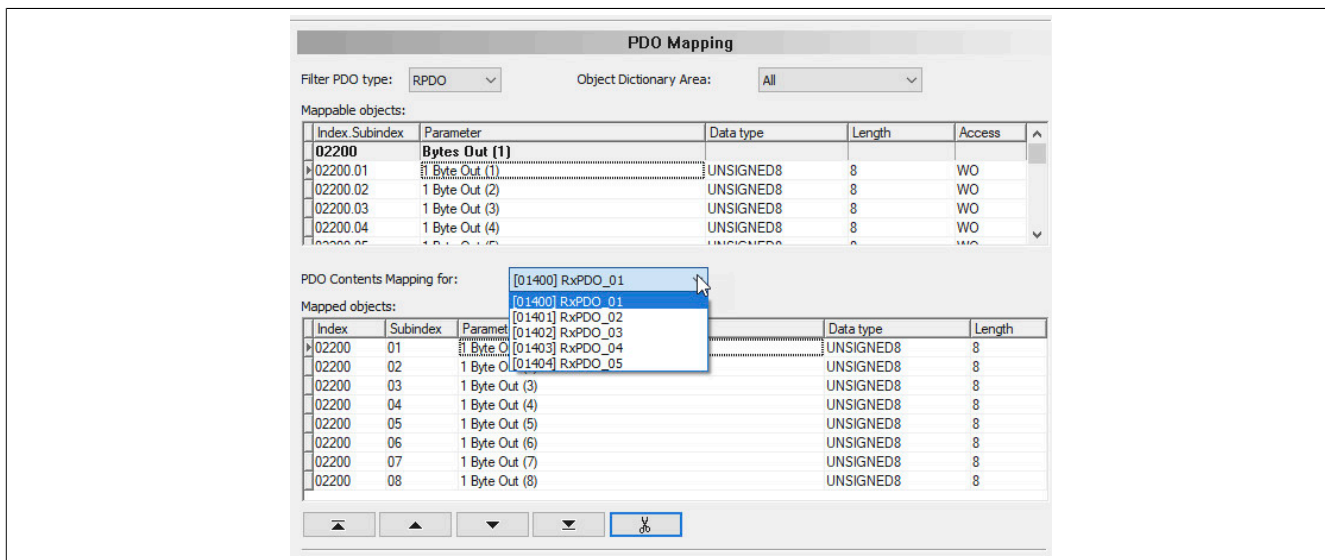 PDO Mapping
Filter PDO type: RPDO Object Dictionary Area: All
Mappable objects:
Index.Subindex Parameter Data type Length Access
02200 Bytes Out (1)
02200.01 1 Byte Out (1) UNSIGNED8 8 WO
02200.02 1 Byte Out (2) UNSIGNED8 8 WO
02200.03 1 Byte Out (3) UNSIGNED8 8 WO
02200.04 1 Byte Out (4) UNSIGNED8 8 WO
PDO Contents Mapping for: [01400] RxPDO_01
[01400] RxPDO_01
[01401] RxPDO_02
[01402] RxPDO_03
[01403] RxPDO_04
[01404] RxPDO_05
Mapped objects:
Index Subindex Data type Length
02200 01 1 Byte UNSIGNED8 8
02200 02 1 Byte UNSIGNED8 8
02200 03 1 Byte Out (3) UNSIGNED8 8
02200 04 1 Byte Out (4) UNSIGNED8 8
02200 05 1 Byte Out (5) UNSIGNED8 8
02200 06 1 Byte Out (6) UNSIGNED8 8
02200 07 1 Byte Out (7) UNSIGNED8 8
02200 08 1 Byte Out (8) UNSIGNED8 8